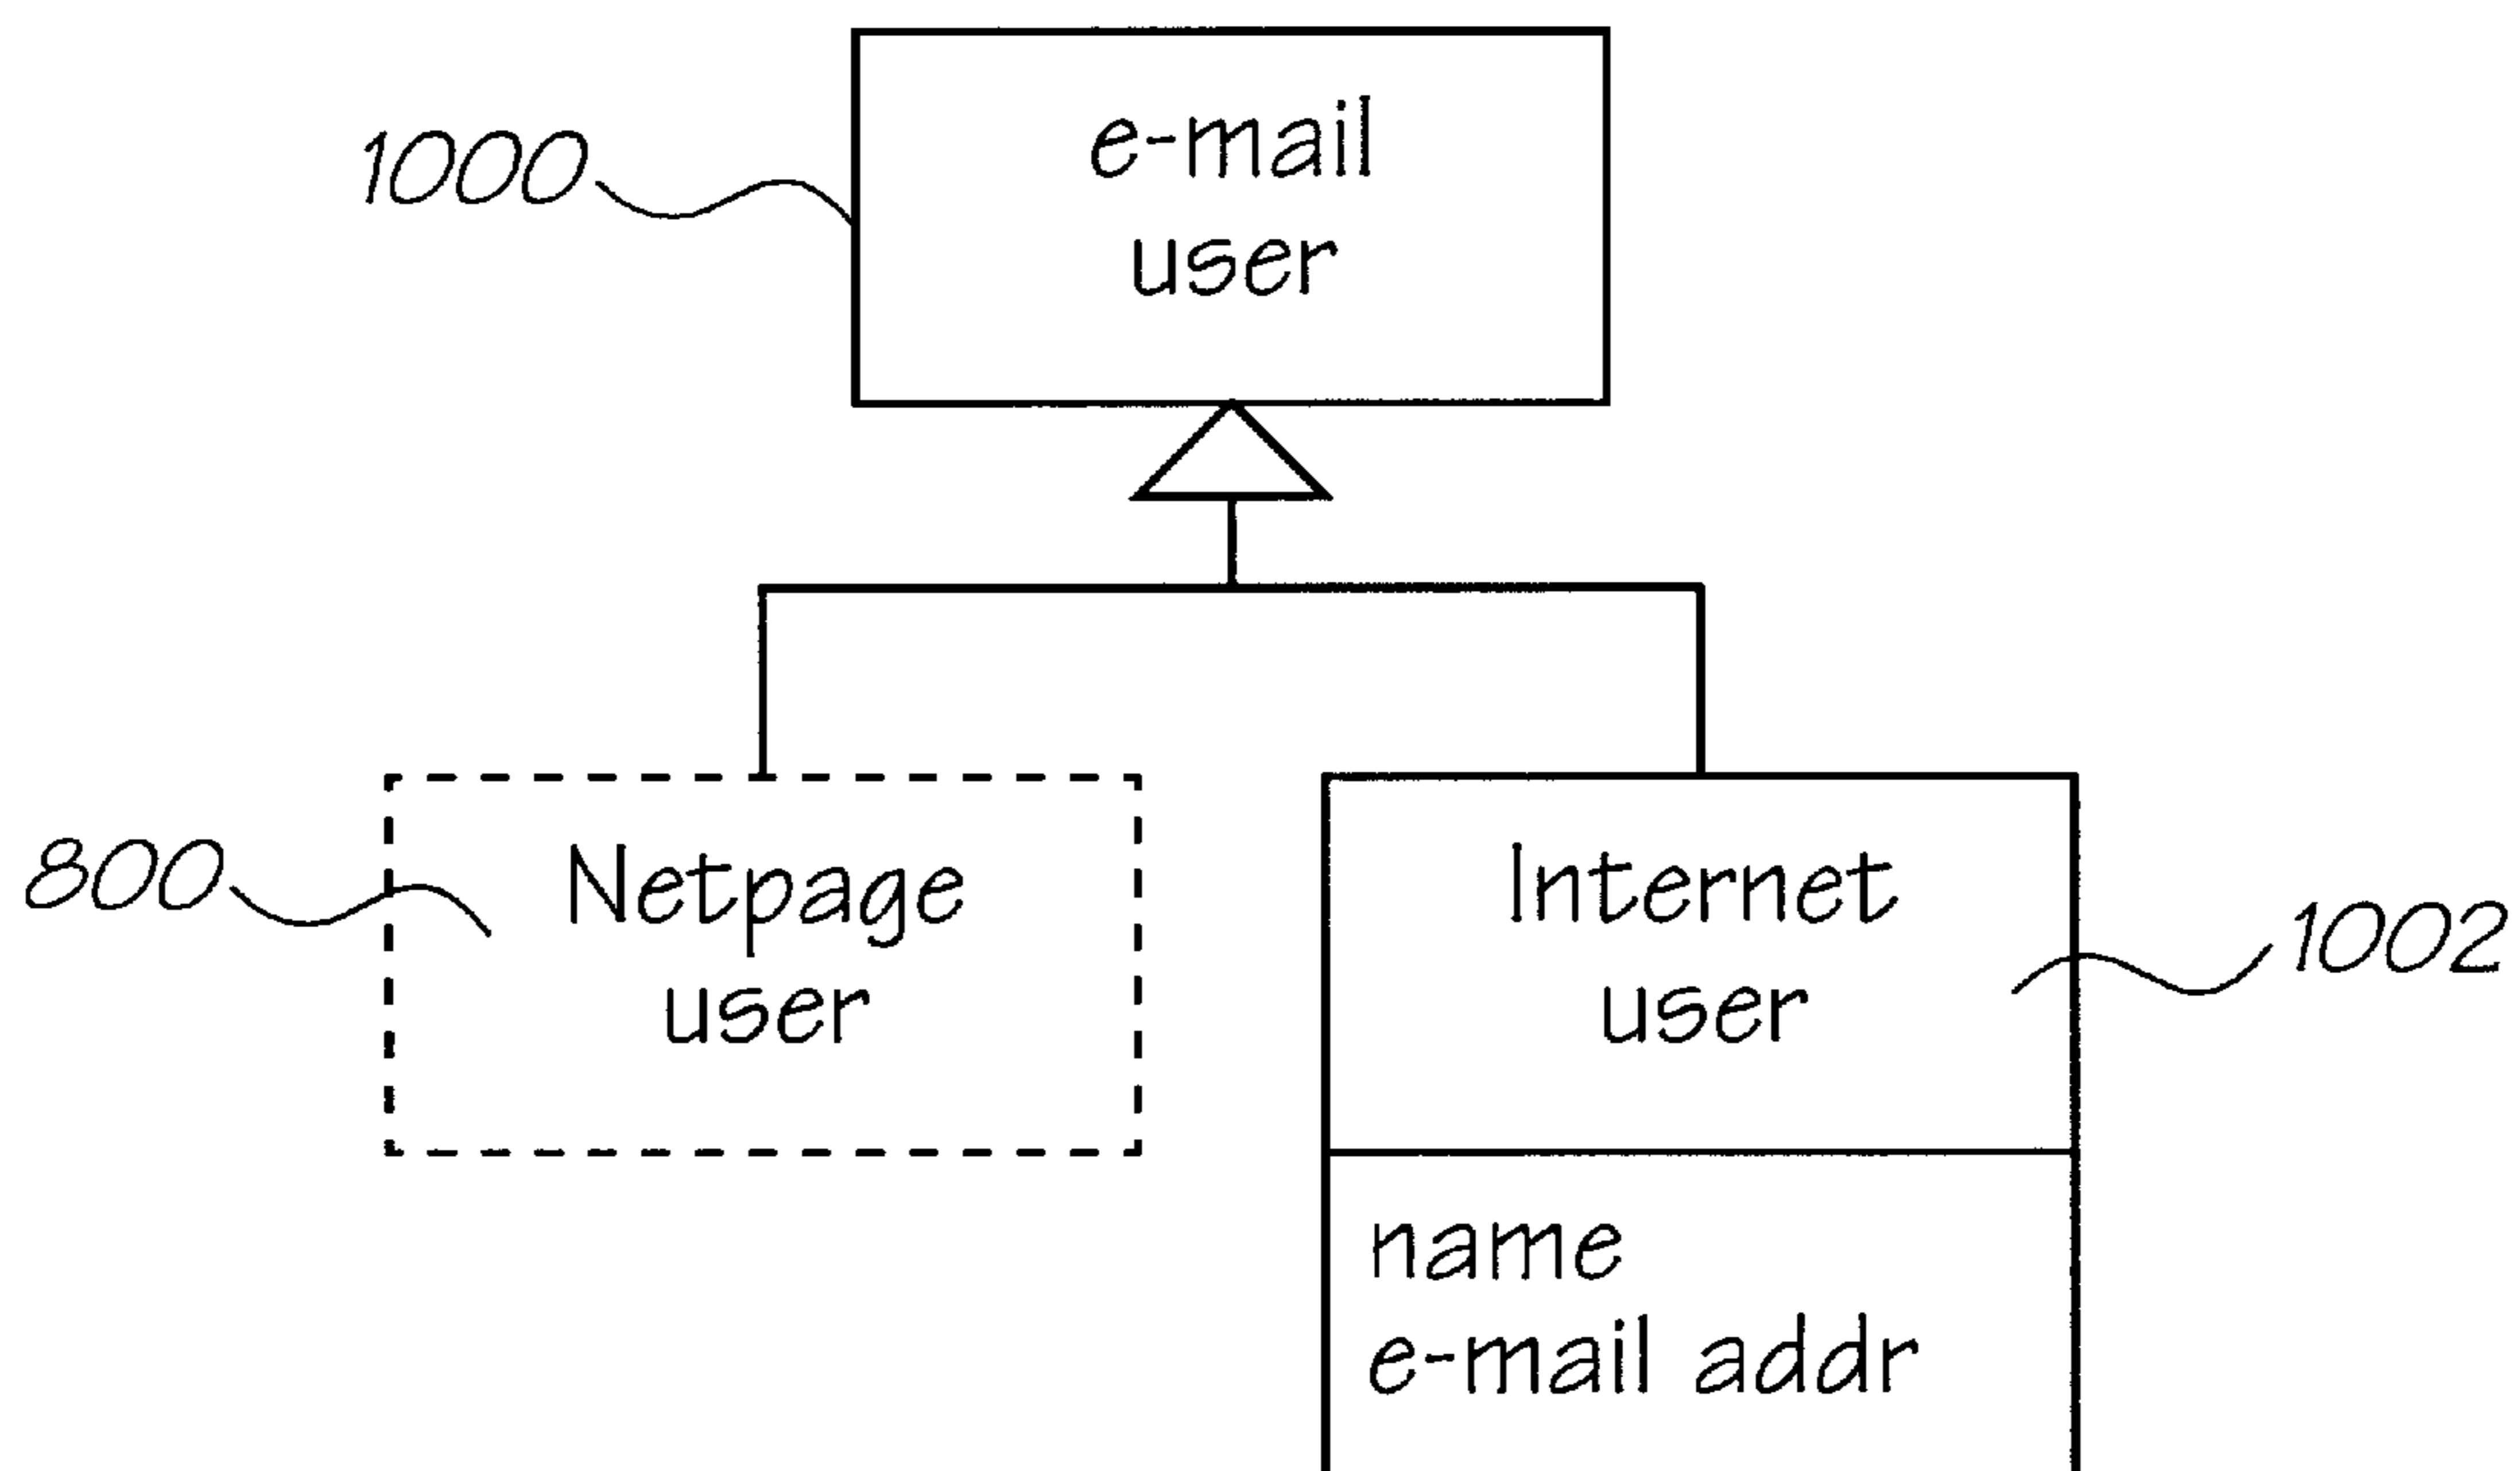 1000
e-mail
user
800
Netpage
user
Internet
user
1002
name
e-mail addr